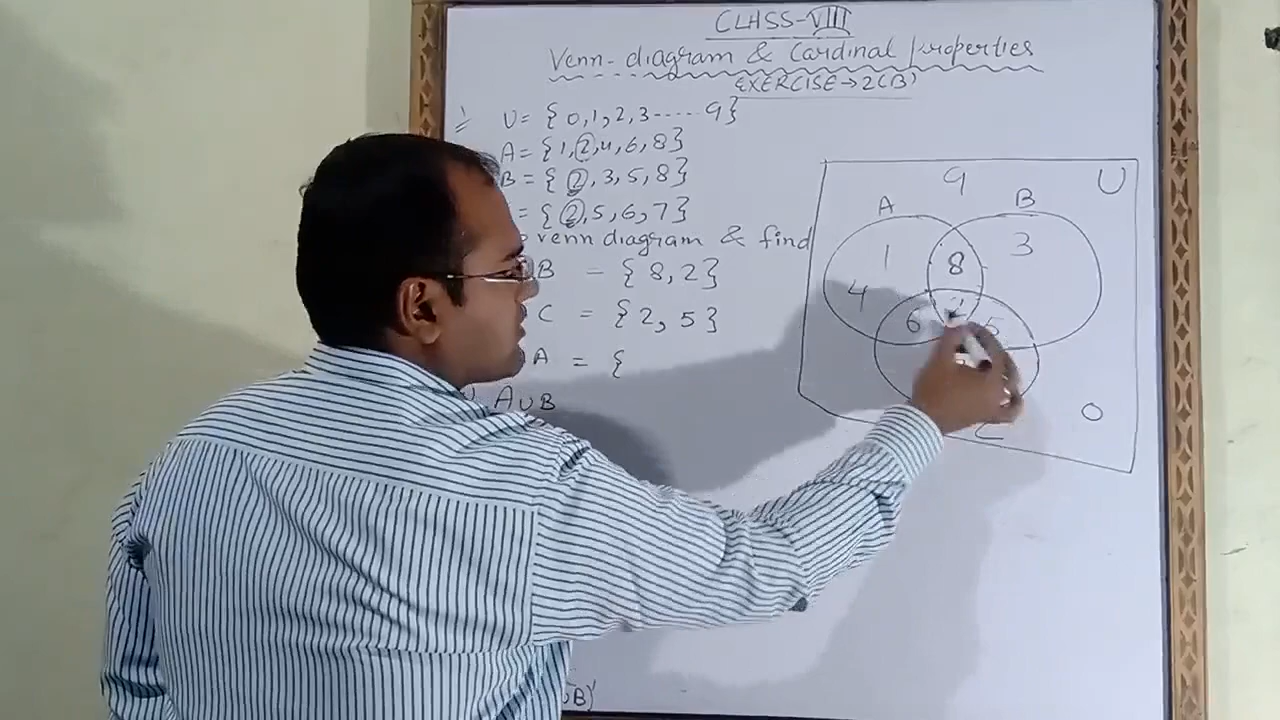 CLASS-VIII
Venn-diagram & Cardinal Properties
EXERCISE→2(B)
U= {0,1,2,3-----9}
A= {1,2,4,6,8}
B= {2,3,5,8}
= {2,5,6,7}
venn diagram & find
B = {8,2}
C = {2,5}
A = {
A∪B
∪B)'
9 U
A B
1 8 3
4
6 2 5
0
C